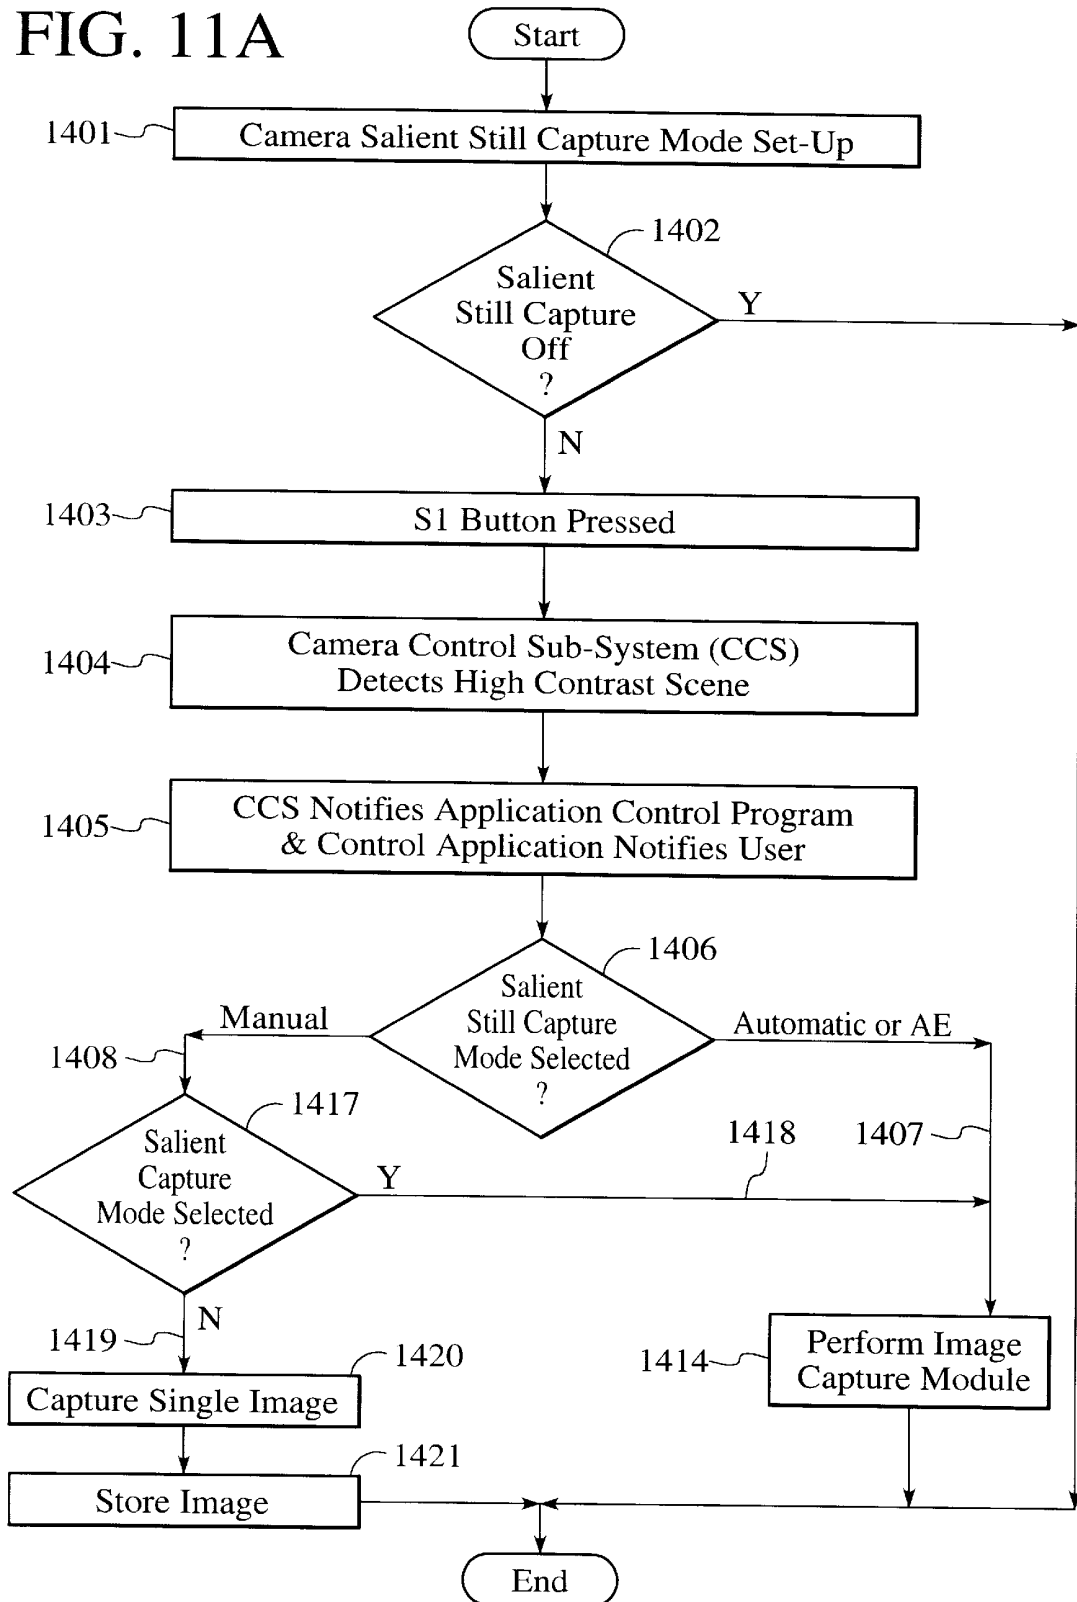 FIG. 11A
Start
1401
Camera Salient Still Capture Mode Set-Up
1402
Salient
Still Capture
Off
?
Y
N
1403
S1 Button Pressed
1404
Camera Control Sub-System (CCS)
Detects High Contrast Scene
1405
CCS Notifies Application Control Program
& Control Application Notifies User
1406
Salient
Still Capture
Mode Selected
?
Manual
Automatic or AE
1408
1417
Salient
Capture
Mode Selected
?
Y
1418
1407
N
1419
1420
Capture Single Image
1414
Perform Image
Capture Module
1421
Store Image
End